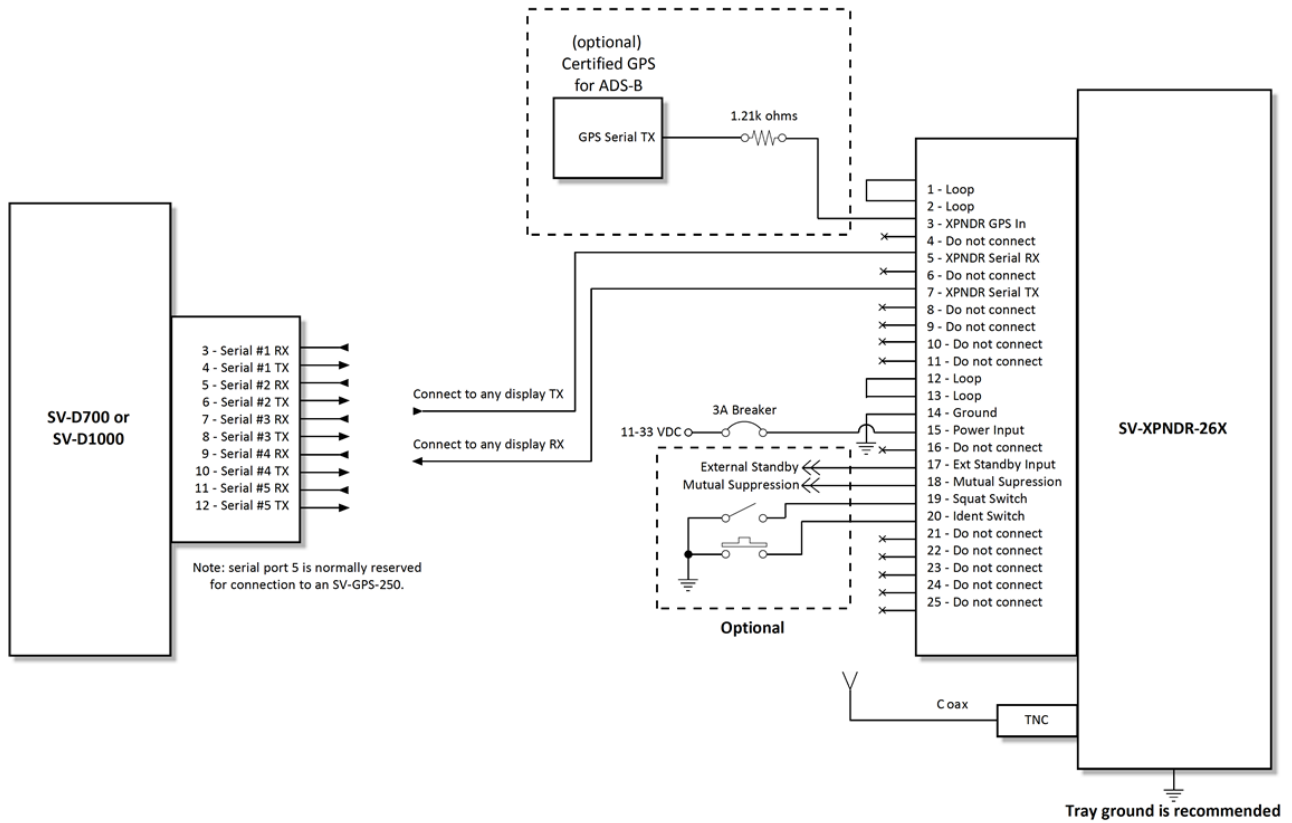 (optional)
Certified GPS
for ADS-B
GPS Serial TX
1.21k ohms
1 - Loop
2 - Loop
3 - XPNDR GPS In
4 - Do not connect
5 - XPNDR Serial RX
6 - Do not connect
7 - XPNDR Serial TX
8 - Do not connect
9 - Do not connect
10 - Do not connect
11 - Do not connect
12 - Loop
13 - Loop
14 - Ground
15 - Power Input
16 - Do not connect
17 - Ext Standby Input
18 - Mutual Supression
19 - Squat Switch
20 - Ident Switch
21 - Do not connect
22 - Do not connect
23 - Do not connect
24 - Do not connect
25 - Do not connect
SV-XPNDR-26X
SV-D700 or
SV-D1000
3 - Serial #1 RX
4 - Serial #1 TX
5 - Serial #2 RX
6 - Serial #2 TX
7 - Serial #3 RX
8 - Serial #3 TX
9 - Serial #4 RX
10 - Serial #4 TX
11 - Serial #5 RX
12 - Serial #5 TX
Note: serial port 5 is normally reserved
for connection to an SV-GPS-250.
Connect to any display TX
Connect to any display RX
3A Breaker
11-33 VDC
External Standby
Mutual Suppression
Optional
Coax
TNC
Tray ground is recommended